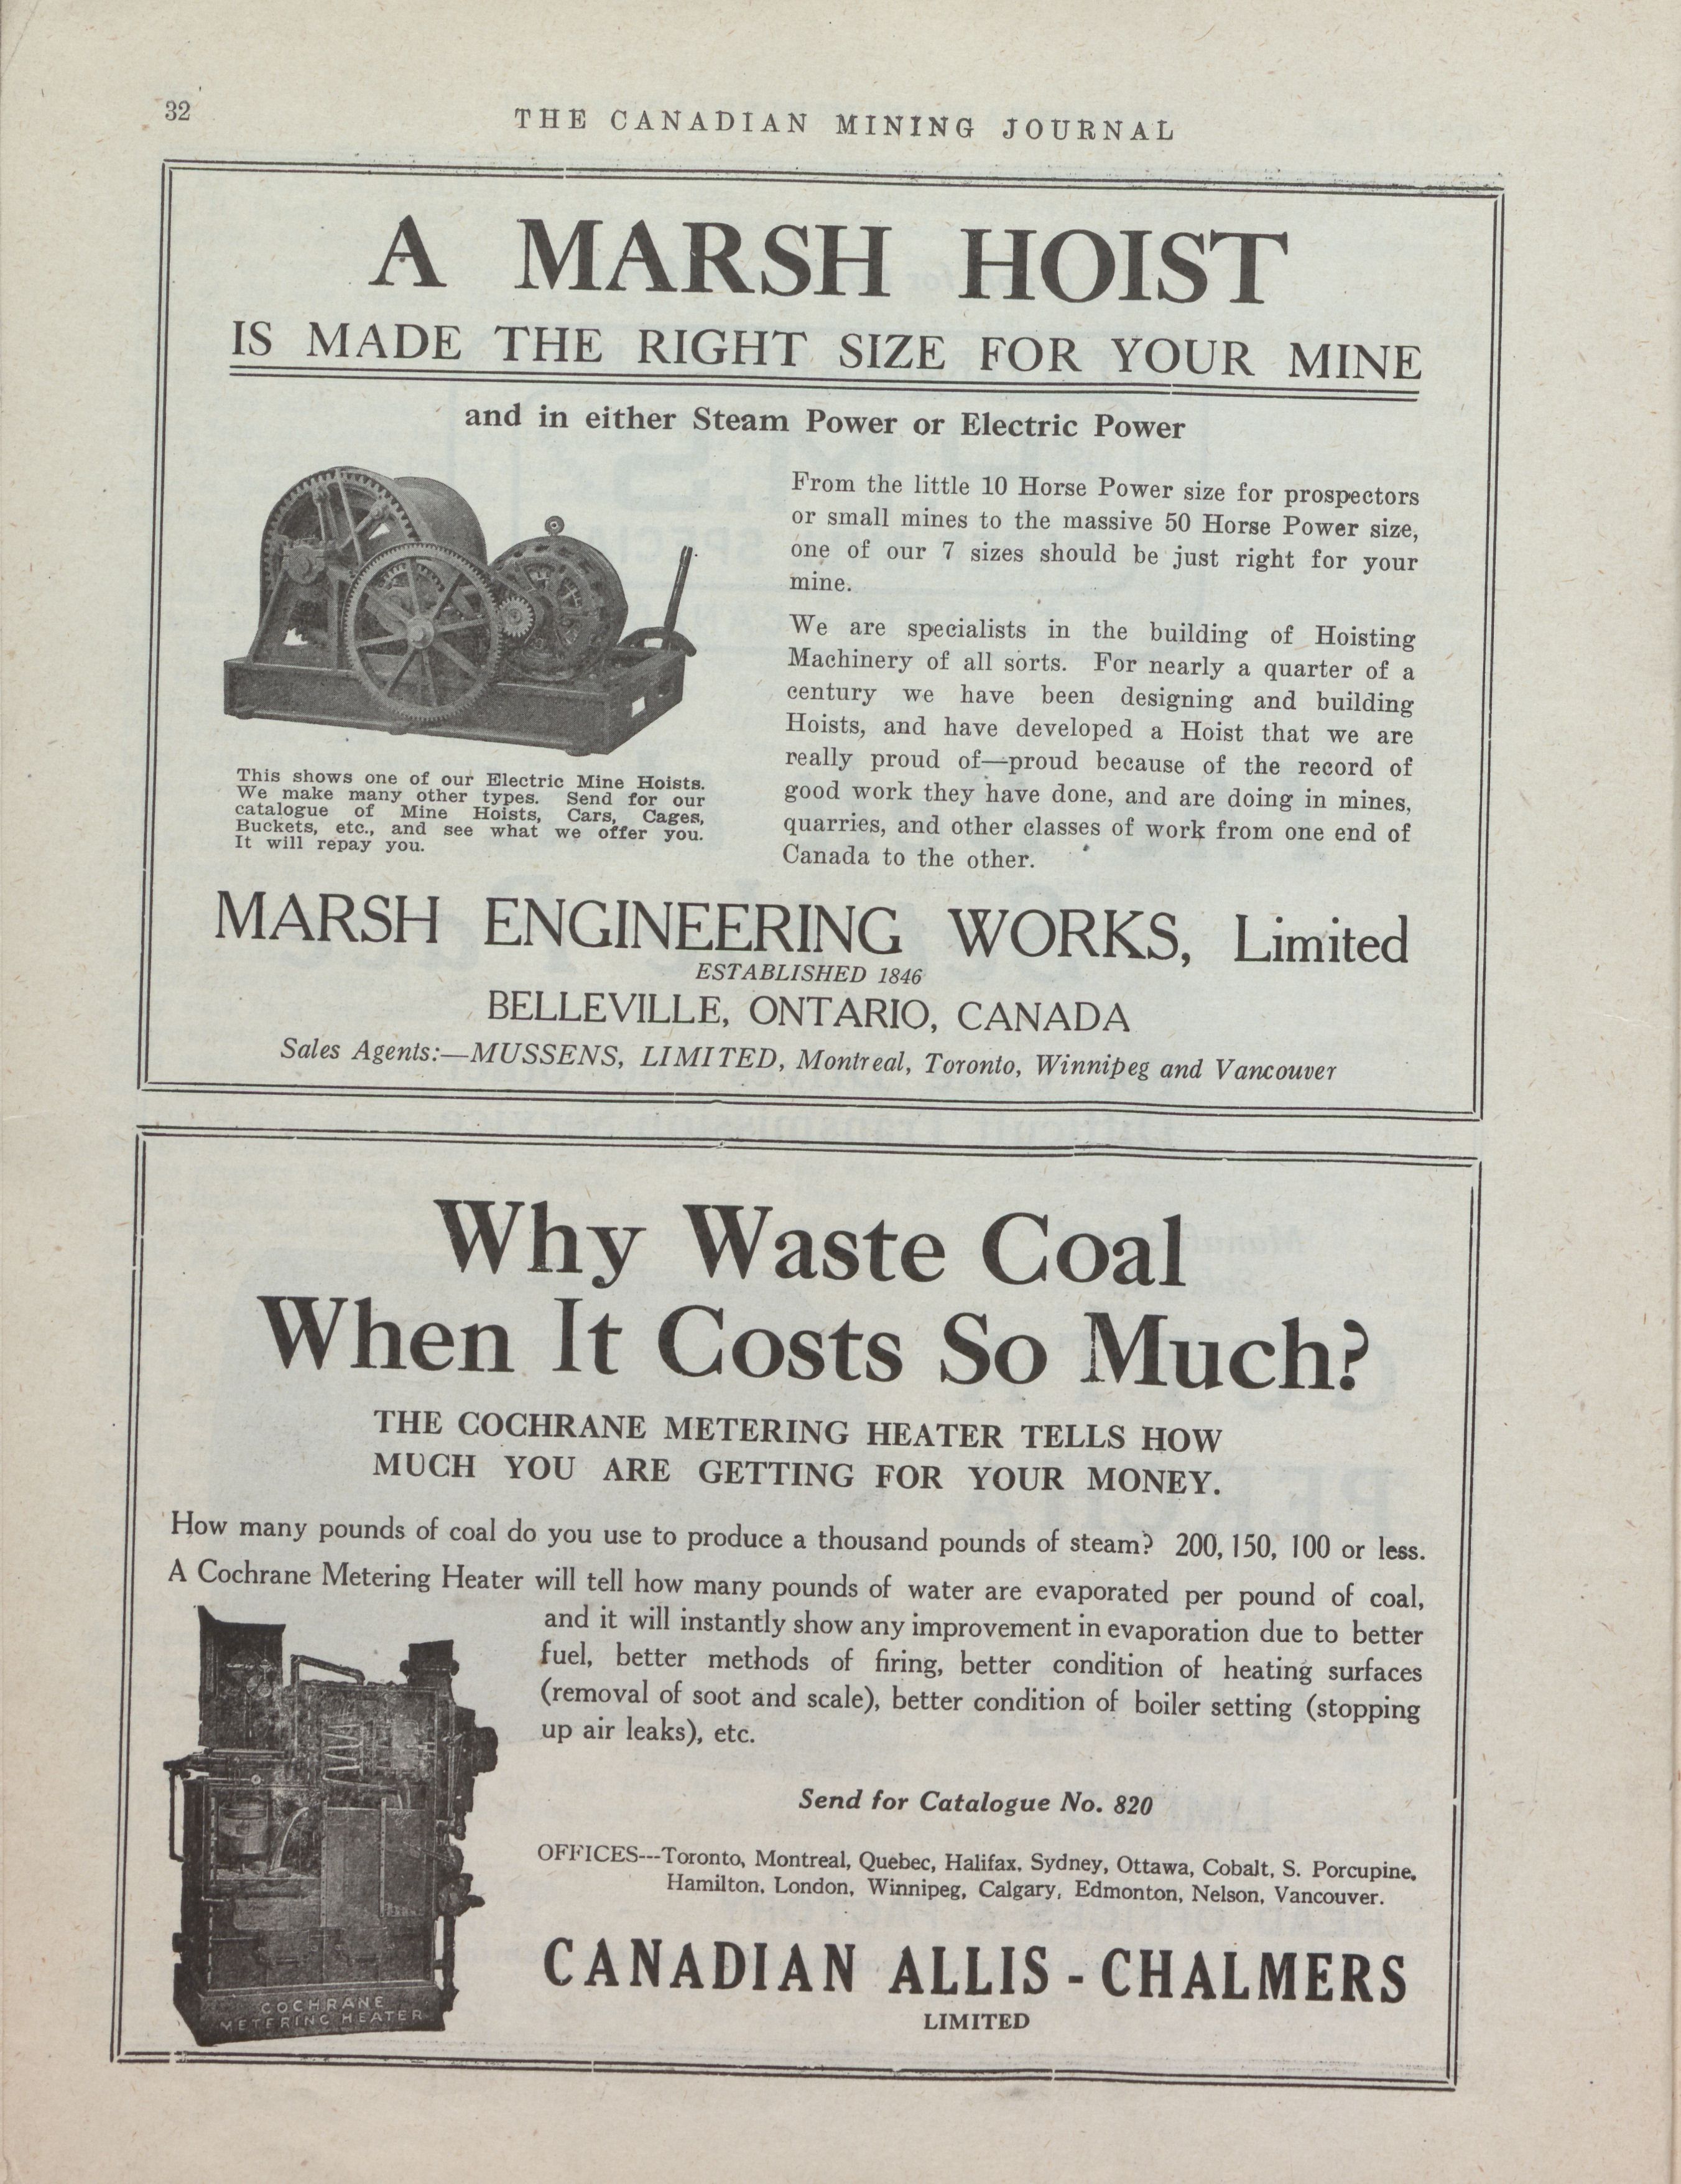 32
THE CANADIAN MINING JOURNAL
A MARSH HOIST
IS MADE THE RIGHT SIZE FOR YOUR MINE
and in either Steam Power or Electric Power
From the little 10 Horse Power size for prospectors
or small mines to the massive 50 Horse Power size,
one of our 7 sizes should be just right for your
mine.
We are specialists in the building of Hoisting
Machinery of all sorts. For nearly a quarter of a
century we have been designing and building
Hoists, and have developed a Hoist that we are
really proud of—proud because of the record of
good work they have done, and are doing in mines,
quarries, and other classes of work from one end of
Canada to the other.
This shows one of our Electric Mine Hoists.
We make many other types. Send for our
catalogue of Mine Hoists, Cars, Cages,
Buckets, etc., and see what we offer you.
It will repay you.
MARSH ENGINEERING WORKS, Limited
ESTABLISHED 1846
BELLEVILLE, ONTARIO, CANADA
Sales Agents:—MUSSENS, LIMITED, Montreal, Toronto, Winnipeg and Vancouver
Why Waste Coal
When It Costs So Much?
THE COCHRANE METERING HEATER TELLS HOW
MUCH YOU ARE GETTING FOR YOUR MONEY.
How many pounds of coal do you use to produce a thousand pounds of steam? 200, 150, 100 or less.
A Cochrane Metering Heater will tell how many pounds of water are evaporated per pound of coal,
and it will instantly show any improvement in evaporation due to better
fuel, better methods of firing, better condition of heating surfaces
(removal of soot and scale), better condition of boiler setting (stopping
up air leaks), etc.
Send for Catalogue No. 820
OFFICES---Toronto, Montreal, Quebec, Halifax, Sydney, Ottawa, Cobalt, S. Porcupine,
Hamilton, London, Winnipeg, Calgary, Edmonton, Nelson, Vancouver.
COCHRANE
METERING HEATER
CANADIAN ALLIS-CHALMERS
LIMITED